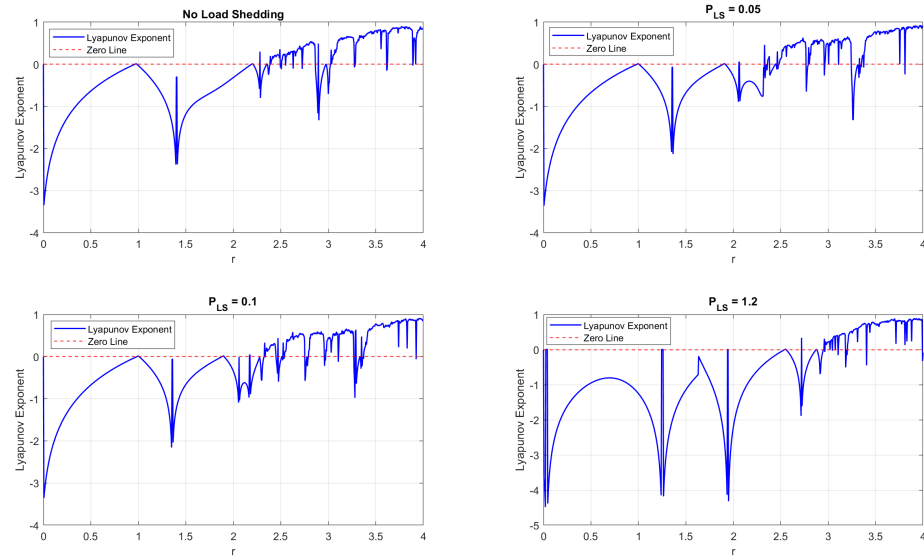 No Load Shedding
Lyapunov Exponent
Zero Line
1
0
-1
-2
-3
-4
Lyapunov Exponent
0 0.5 1 1.5 2 2.5 3 3.5 4
r
P_LS = 0.05
Lyapunov Exponent
Zero Line
1
0
-1
-2
-3
-4
Lyapunov Exponent
0 0.5 1 1.5 2 2.5 3 3.5 4
r
P_LS = 0.1
Lyapunov Exponent
Zero Line
1
0
-1
-2
-3
-4
Lyapunov Exponent
0 0.5 1 1.5 2 2.5 3 3.5 4
r
P_LS = 1.2
Lyapunov Exponent
Zero Line
1
0
-1
-2
-3
-4
-5
Lyapunov Exponent
0 0.5 1 1.5 2 2.5 3 3.5 4
r